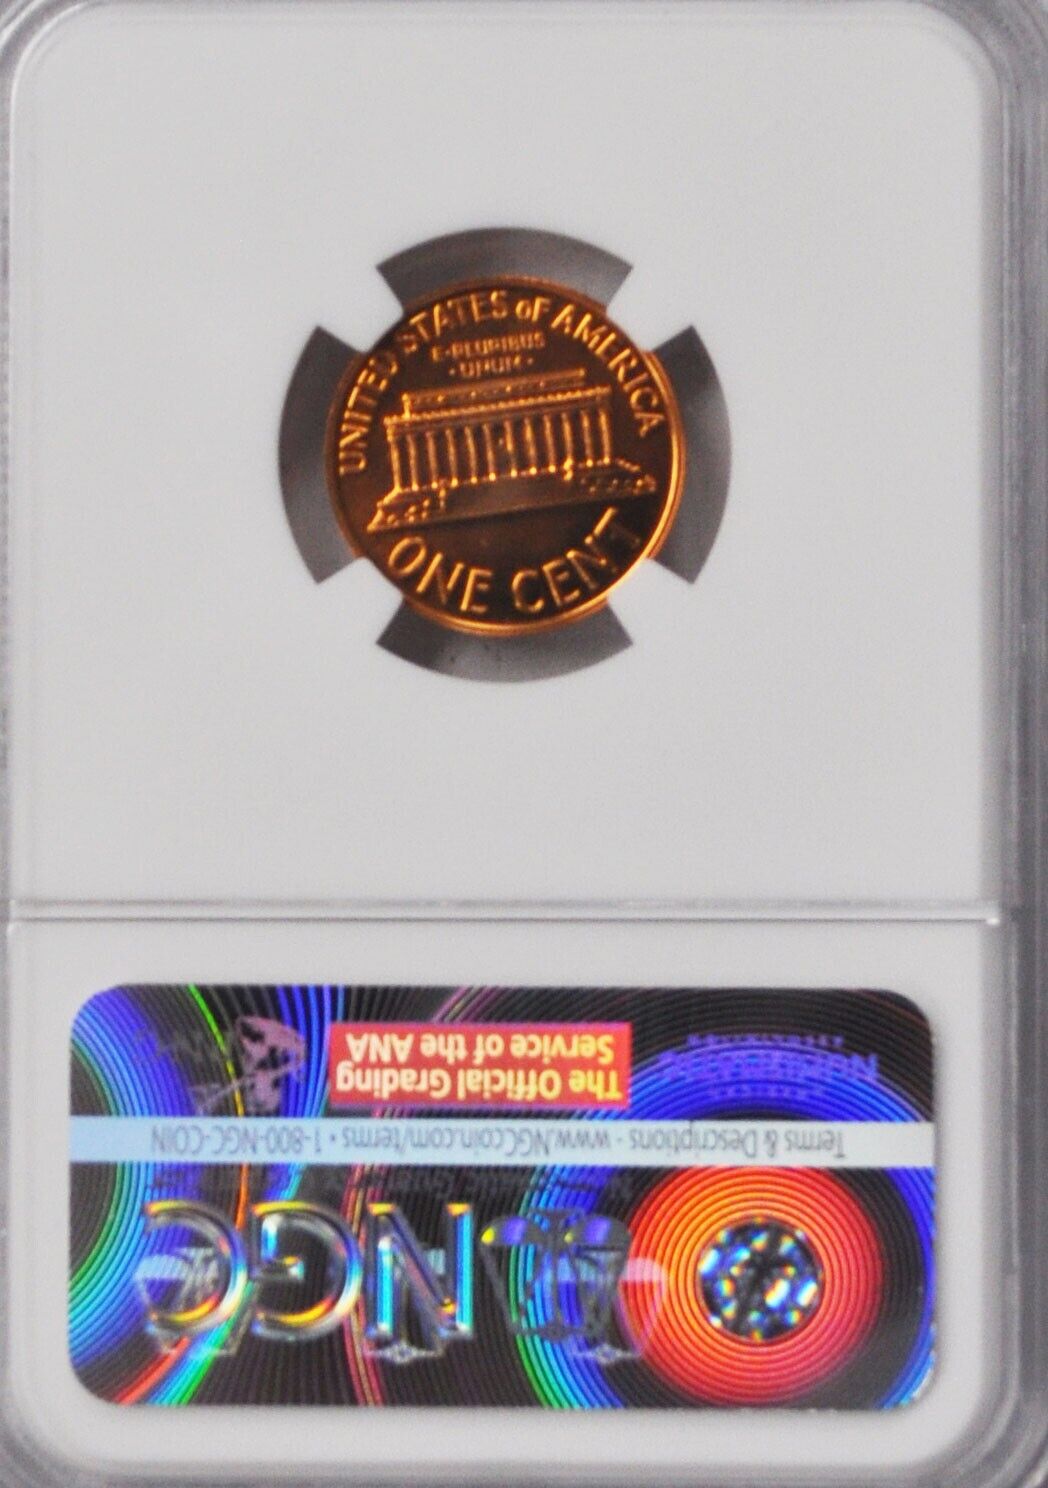 UNITED STATES OF AMERICA
E·PLURIBUS
·UNUM·
ONE CENT
The Official Grading
Service of the ANA
Terms & Descriptions - www.NGCcoin.com/terms • 1-800-NGC-COIN
NGC